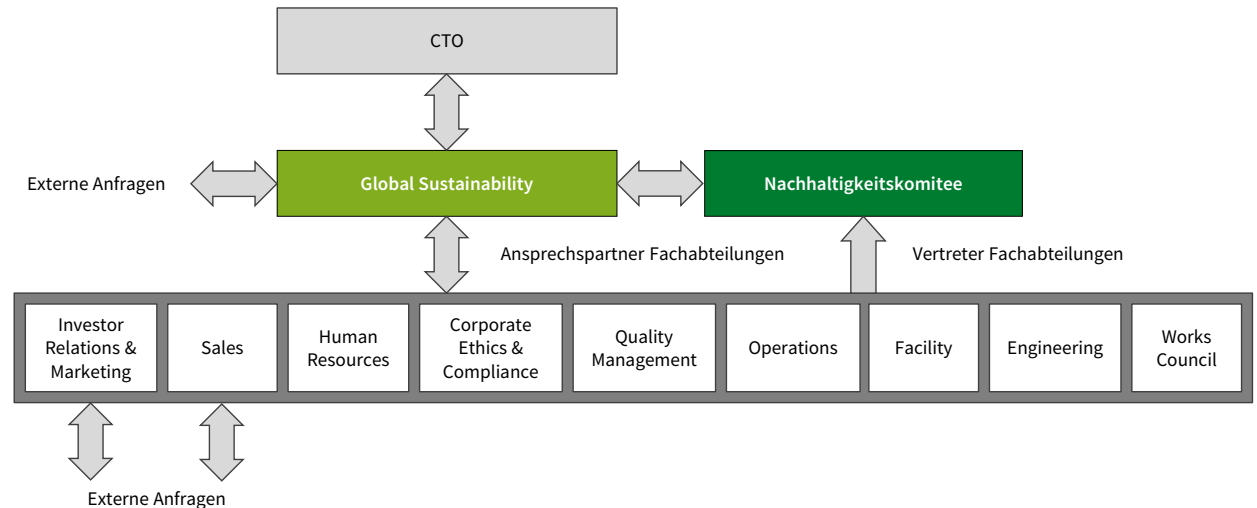 CTO
Externe Anfragen
Global Sustainability
Nachhaltigkeitskomitee
Ansprechspartner Fachabteilungen
Vertreter Fachabteilungen
Investor
Relations &
Marketing
Sales
Human
Resources
Corporate
Ethics &
Compliance
Quality
Management
Operations
Facility
Engineering
Works
Council
Externe Anfragen